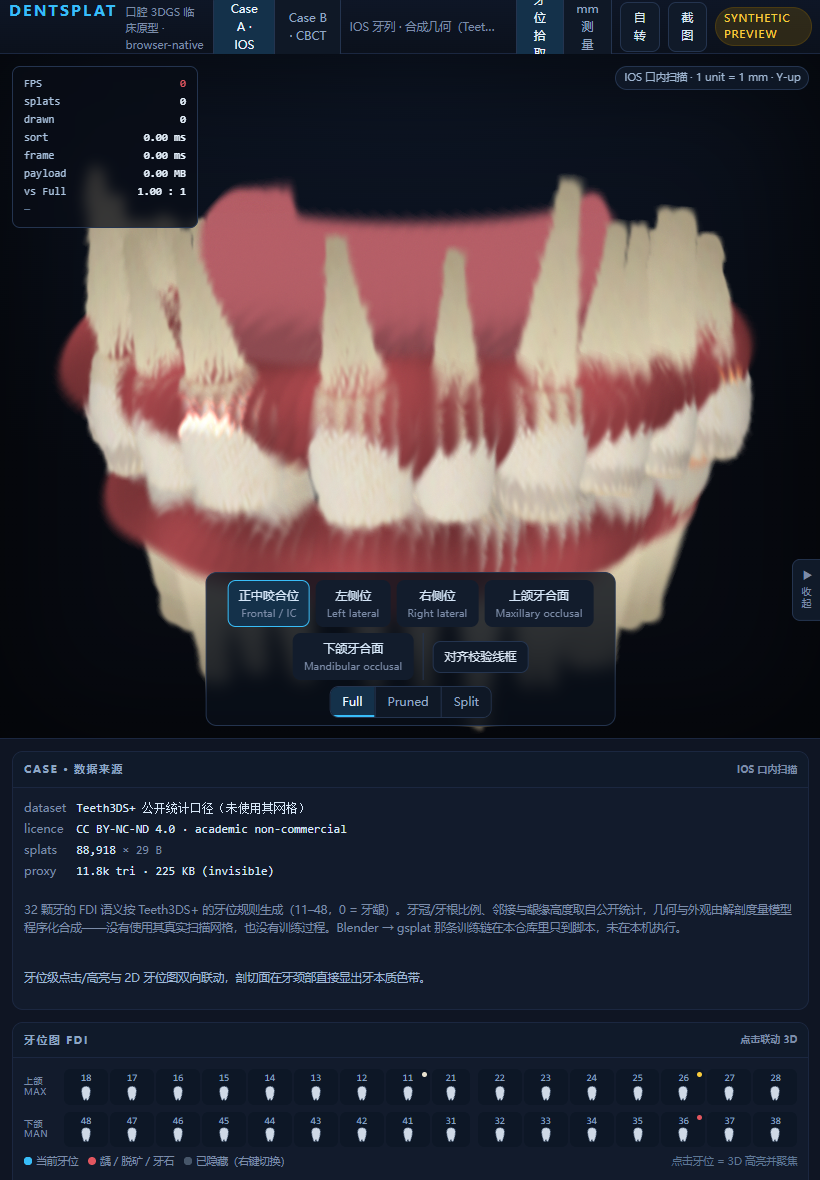 DENTSPLAT
口腔 3DGS 临
床原型 ·
browser-native
Case
A ·
IOS
Case B
· CBCT
IOS 牙列 · 合成几何（Teet…
牙
位
拾
取
mm
测
量
自
转
截
图
SYNTHETIC
PREVIEW
FPS 0
splats 0
drawn 0
sort 0.00 ms
frame 0.00 ms
payload 0.00 MB
vs Full 1.00 : 1
—
IOS 口内扫描 · 1 unit = 1 mm · Y-up
▶
收
起
正中咬合位
Frontal / IC
左侧位
Left lateral
右侧位
Right lateral
上颌牙合面
Maxillary occlusal
下颌牙合面
Mandibular occlusal
对齐校验线框
Full Pruned Split
CASE • 数据来源 IOS 口内扫描
dataset Teeth3DS+ 公开统计口径（未使用其网格）
licence CC BY-NC-ND 4.0 · academic non-commercial
splats 88,918 × 29 B
proxy 11.8k tri · 225 KB (invisible)
32 颗牙的 FDI 语义按 Teeth3DS+ 的牙位规则生成（11–48，0 = 牙龈）。牙冠/牙根比例、邻接与龈缘高度取自公开统计，几何与外观由解剖度量模型
程序化合成——没有使用其真实扫描网格，也没有训练过程。Blender → gsplat 那条训练链在本仓库里只到脚本，未在本机执行。
牙位级点击/高亮与 2D 牙位图双向联动，剖切面在牙颈部直接显出牙本质色带。
牙位图 FDI 点击联动 3D
上颌
MAX
18 17 16 15 14 13 12 11 21 22 23 24 25 26 27 28
下颌
MAN
48 47 46 45 44 43 42 41 31 32 33 34 35 36 37 38
当前牙位 龋 / 脱矿 / 牙石 已隐藏（右键切换） 点击牙位 = 3D 高亮并聚焦